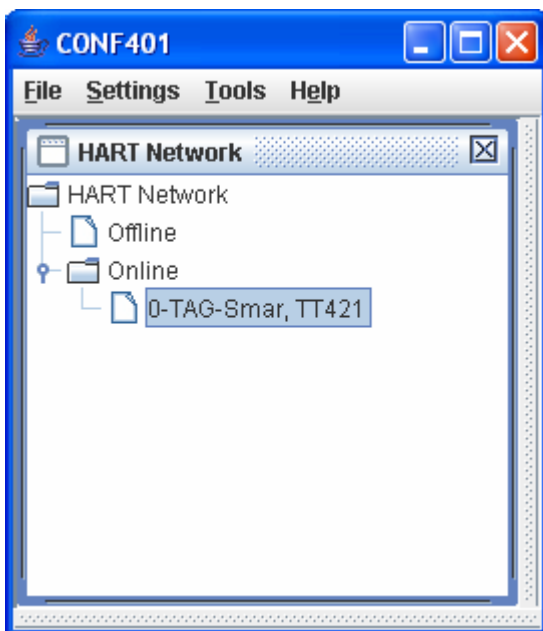 CONF401
File Settings Tools Help
HART Network
HART Network
Offline
Online
0-TAG-Smar, TT421